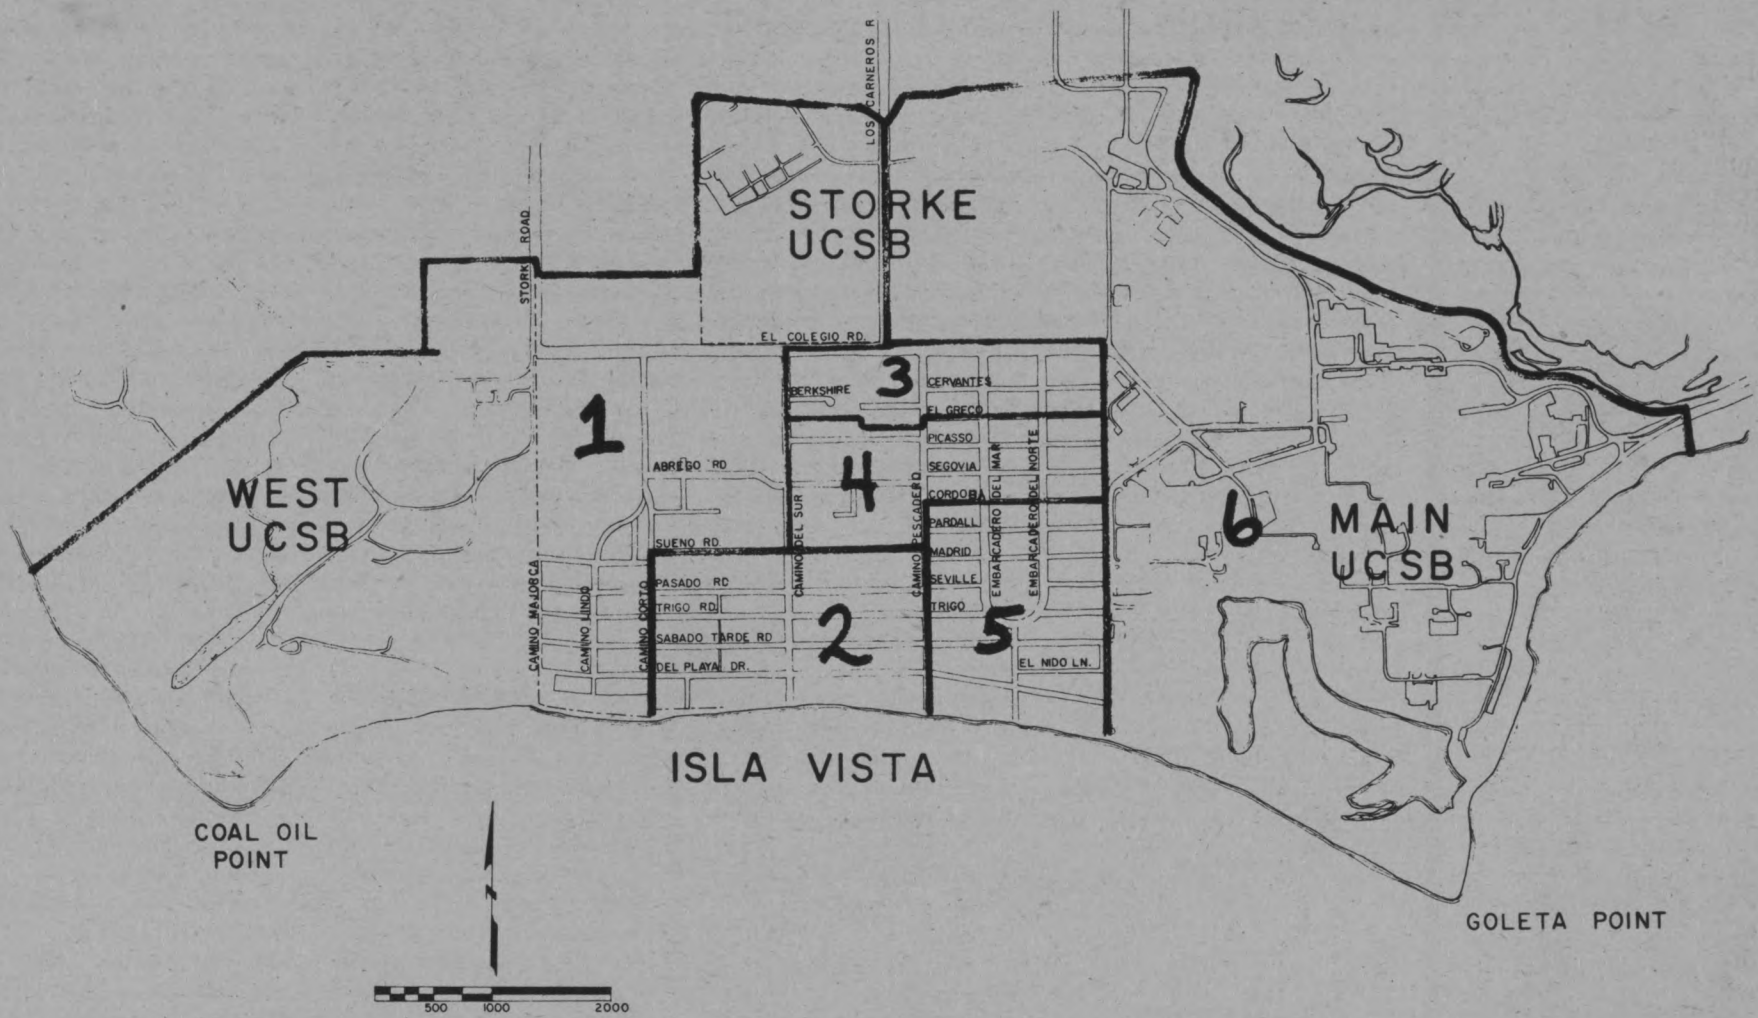 LOS CARNEROS R
STORKE
UCSB
STORK ROAD
EL COLEGIO RD.
3
BERKSHIRE
CERVANTES
EL GRECO
1
PICASSO
ABREGO RD
4
SEGOVIA
CORDOBA
WEST
UCSB
MAIN
UCSB
6
PARDALL
SUENO RD
MADRID
CAMINO DEL SUR
CAMINO PESCADERO
EMBARCADERO DEL MAR
EMBARCADERO DEL NORTE
CAMINO MAJORCA
CAMINO LINDO
CAMINO CORTO
PASADO RD
SEVILLE
TRIGO RD.
TRIGO
2
5
SABADO TARDE RD
DEL PLAYA DR.
EL NIDO LN.
ISLA VISTA
COAL OIL
POINT
N
GOLETA POINT
500 1000 2000